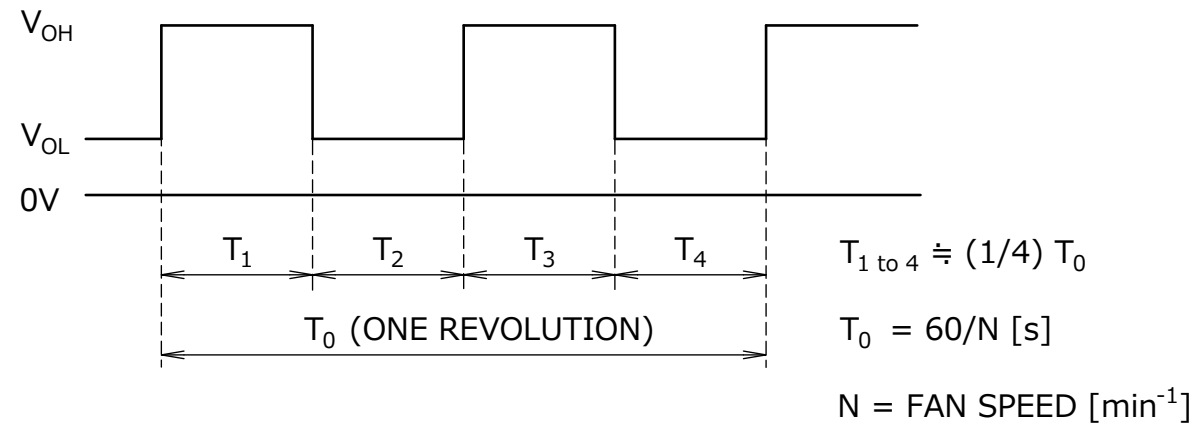 V_OH
V_OL
0V
T_1 T_2 T_3 T_4
T_1 to 4 ≒ (1/4) T_0
T_0 (ONE REVOLUTION)
T_0 = 60/N [s]
N = FAN SPEED [min^-1]